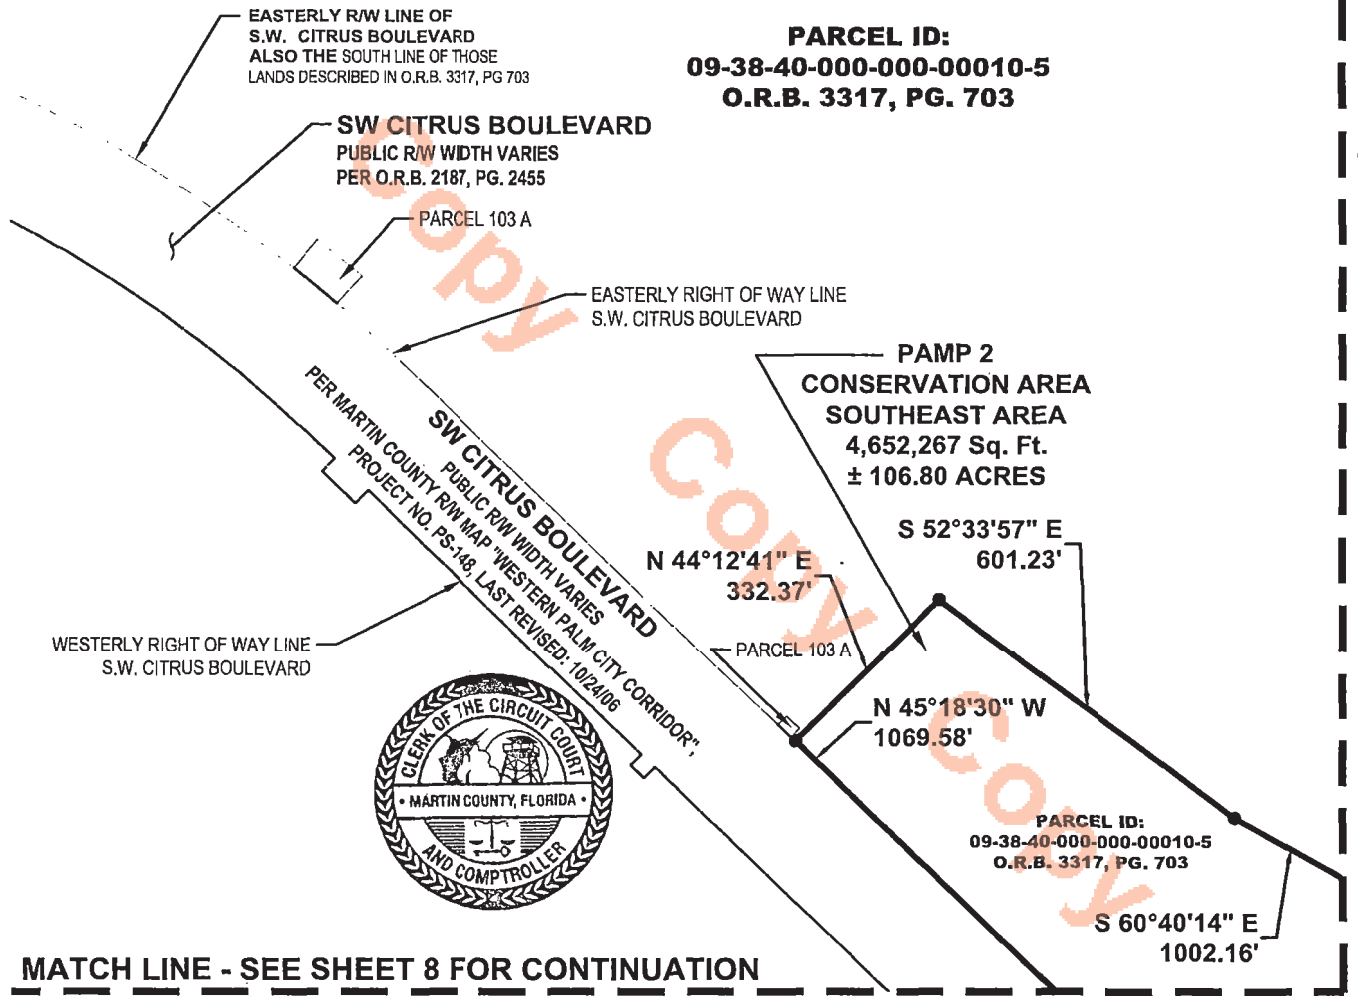 EASTERLY R/W LINE OF
S.W. CITRUS BOULEVARD
ALSO THE SOUTH LINE OF THOSE
LANDS DESCRIBED IN O.R.B. 3317, PG 703
PARCEL ID:
09-38-40-000-000-00010-5
O.R.B. 3317, PG. 703
SW CITRUS BOULEVARD
PUBLIC R/W WIDTH VARIES
PER O.R.B. 2187, PG. 2455
PARCEL 103 A
EASTERLY RIGHT OF WAY LINE
S.W. CITRUS BOULEVARD
PAMP 2
CONSERVATION AREA
SOUTHEAST AREA
4,652,267 Sq. Ft.
± 106.80 ACRES
SW CITRUS BOULEVARD
PUBLIC R/W WIDTH VARIES
PER MARTIN COUNTY R/W MAP "WESTERN PALM CITY CORRIDOR",
PROJECT NO. PS-148, LAST REVISED: 10/24/06
S 52°33'57" E
601.23'
N 44°12'41" E
332.37'
WESTERLY RIGHT OF WAY LINE
S.W. CITRUS BOULEVARD
PARCEL 103 A
N 45°18'30" W
1069.58'
CLERK OF THE CIRCUIT COURT
• MARTIN COUNTY, FLORIDA •
AND COMPTROLLER
PARCEL ID:
09-38-40-000-000-00010-5
O.R.B. 3317, PG. 703
S 60°40'14" E
1002.16'
MATCH LINE - SEE SHEET 8 FOR CONTINUATION
Copy
Copy
Copy